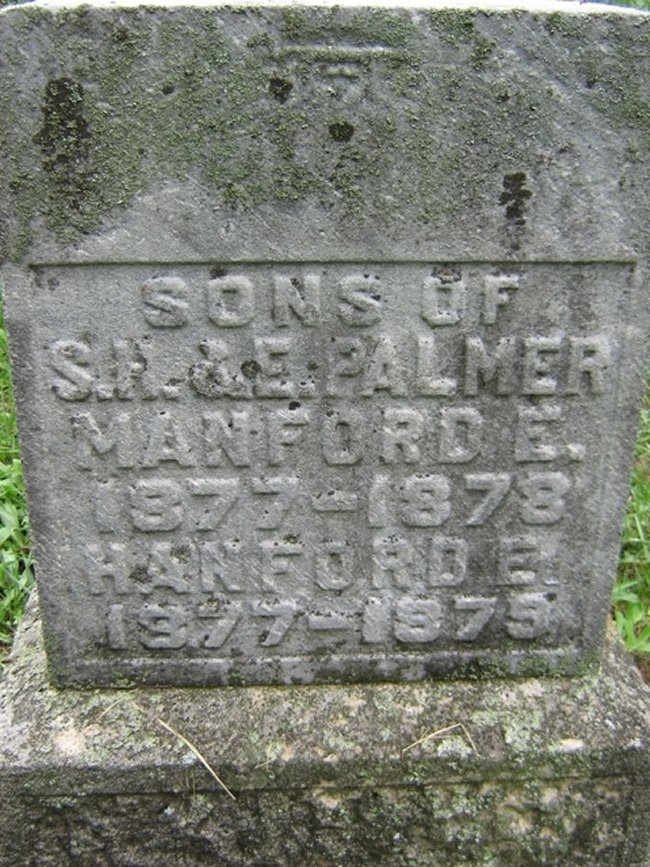 SONS OF
S.H. & E. PALMER
MANFORD E.
1877-1878
HANFORD E.
1877-1879